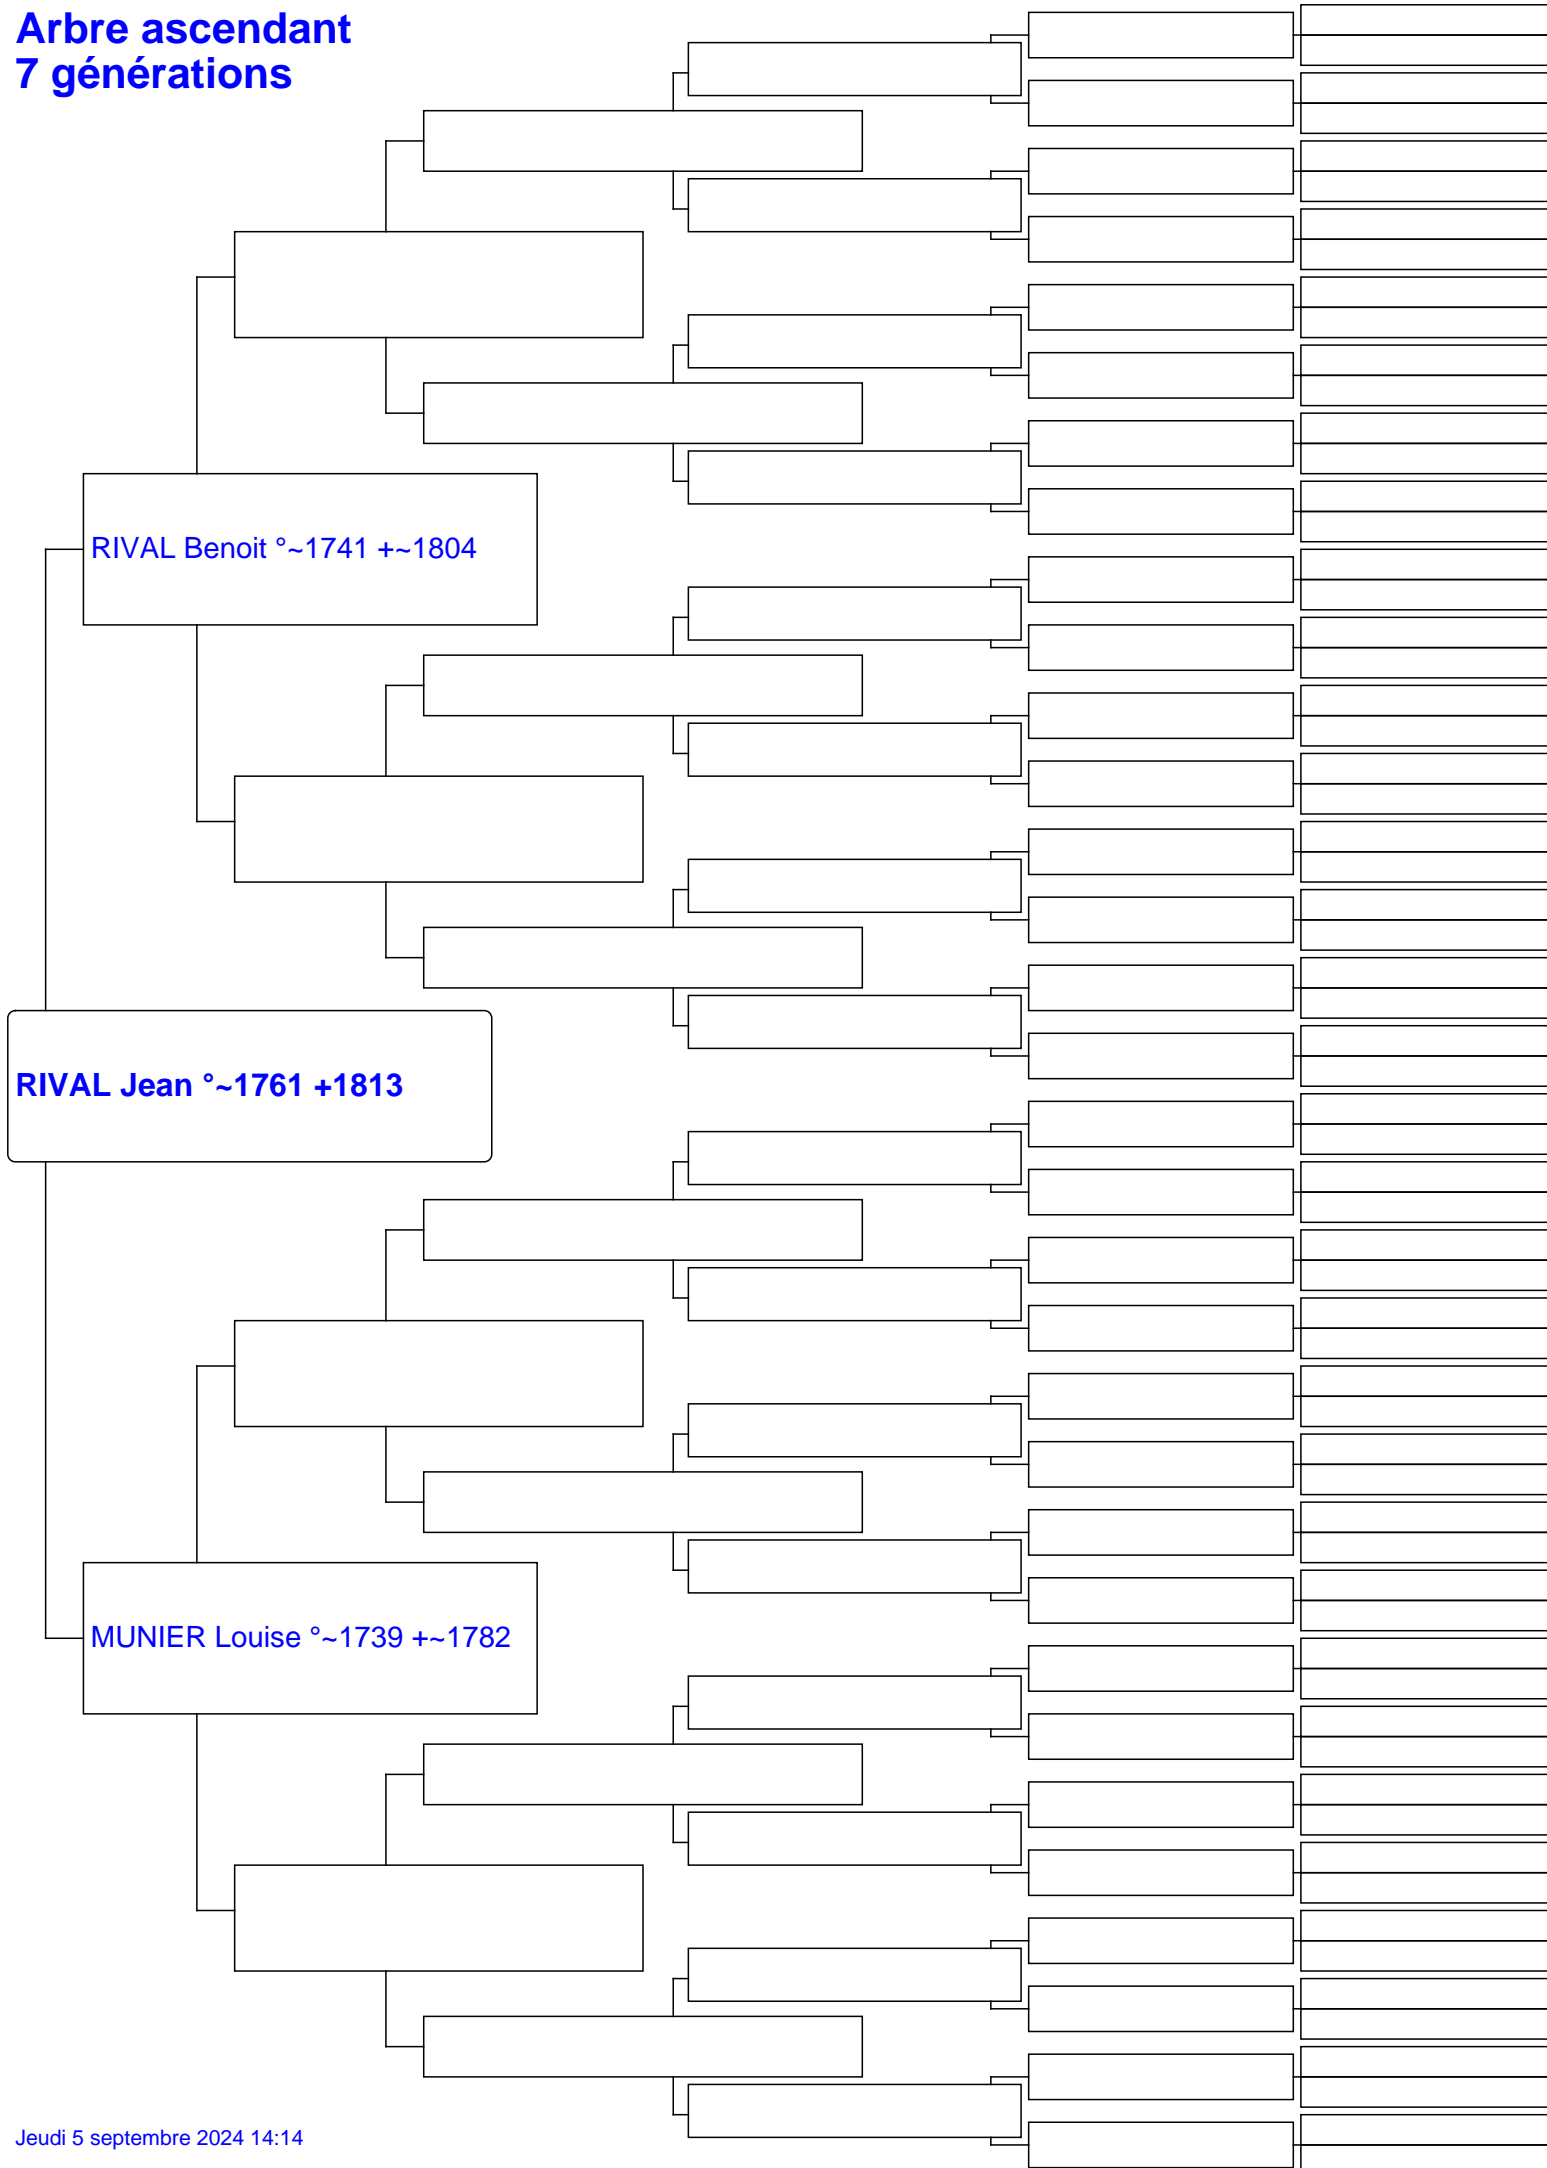 Arbre ascendant
7 générations
RIVAL Benoit °~1741 +~1804
RIVAL Jean °~1761 +1813
MUNIER Louise °~1739 +~1782
Jeudi 5 septembre 2024 14:14